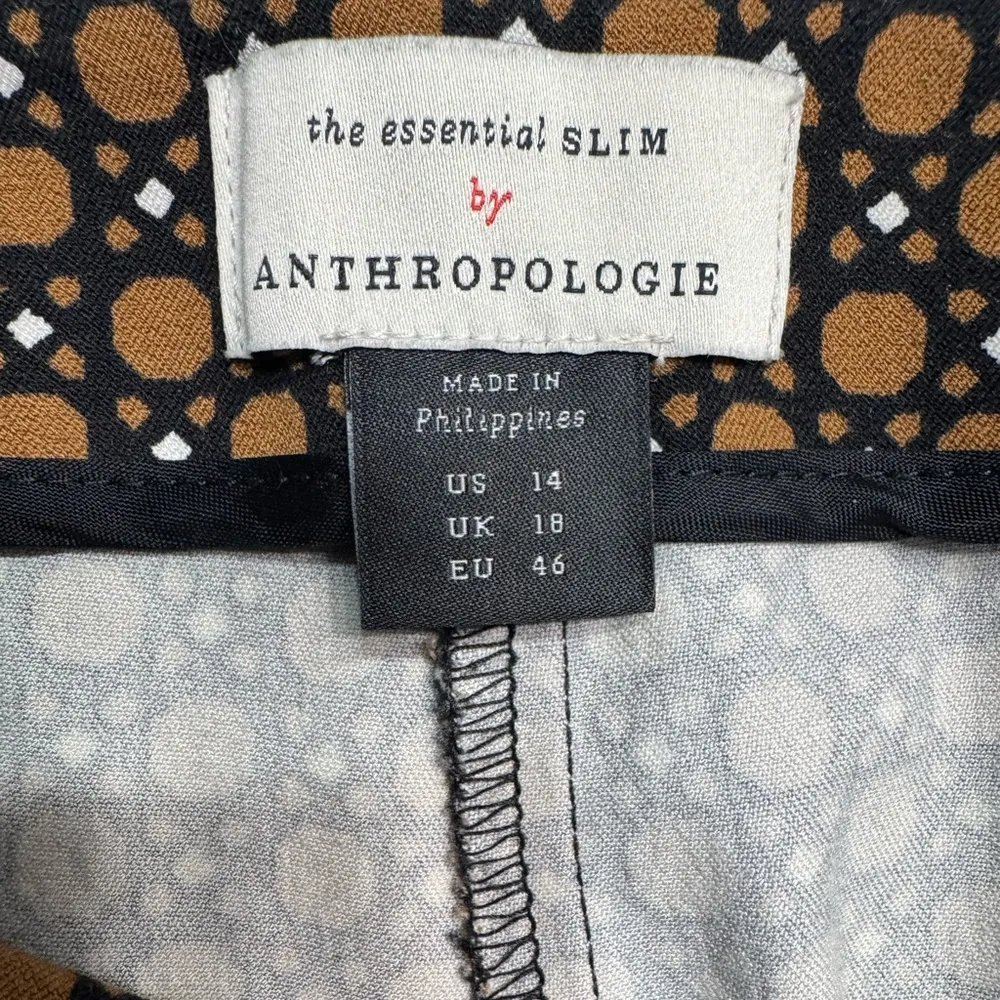 the essential SLIM
by
ANTHROPOLOGIE
MADE IN
Philippines
US 14
UK 18
EU 46